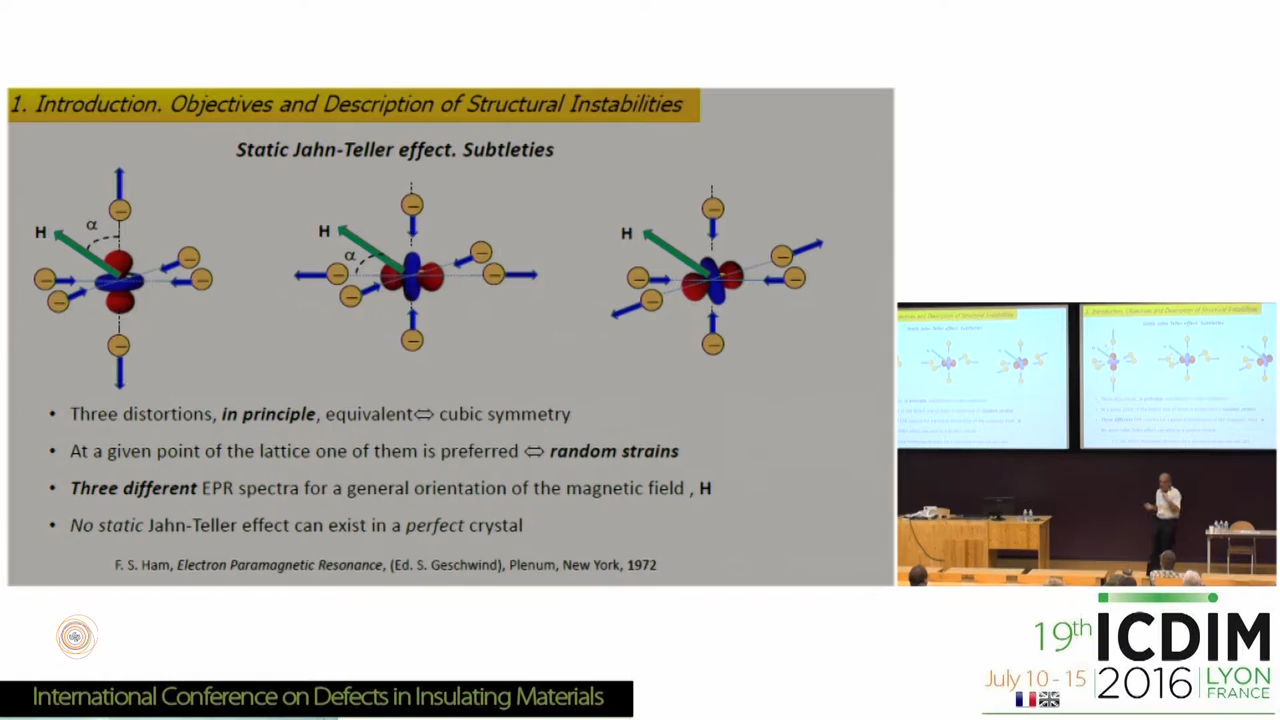 1. Introduction. Objectives and Description of Structural Instabilities
Static Jahn-Teller effect. Subtleties
H α
H α
H
• Three distortions, in principle, equivalent⇔ cubic symmetry
• At a given point of the lattice one of them is preferred ⇔ random strains
• Three different EPR spectra for a general orientation of the magnetic field , H
• No static Jahn-Teller effect can exist in a perfect crystal
F. S. Ham, Electron Paramagnetic Resonance, (Ed. S. Geschwind), Plenum, New York, 1972
19th ICDIM
July 10 - 15 2016 LYON
FRANCE
International Conference on Defects in Insulating Materials